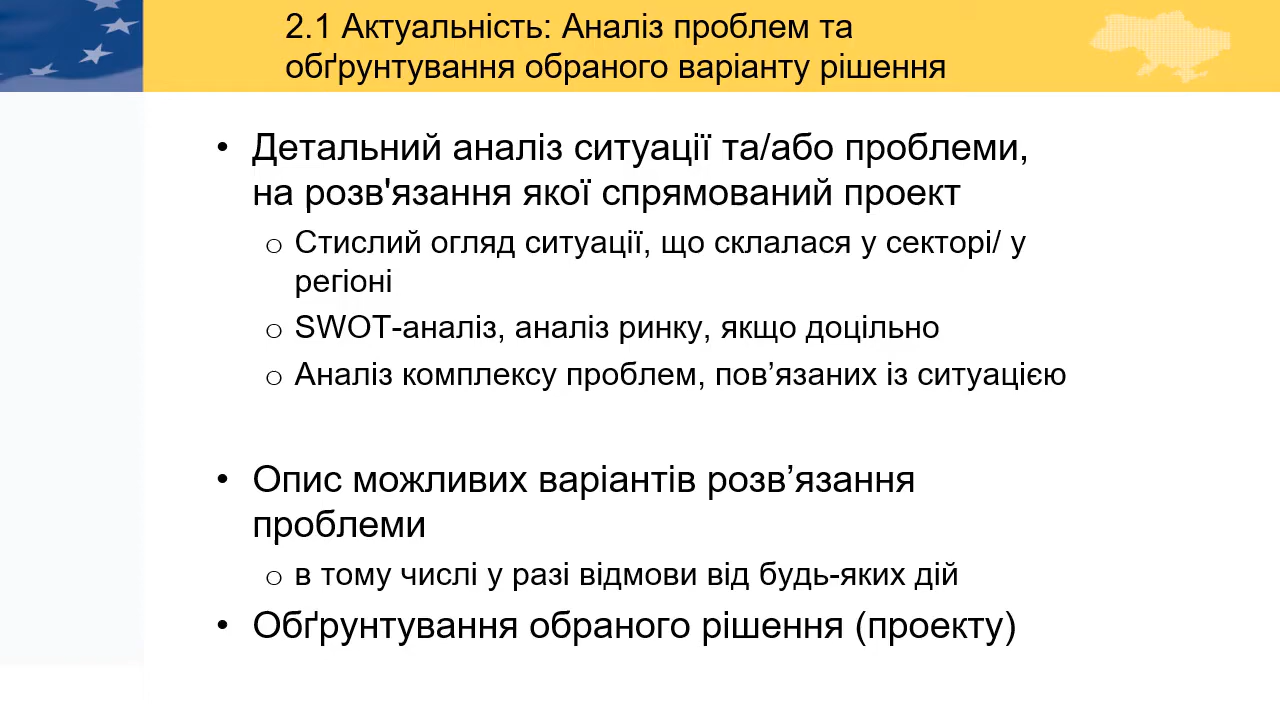 2.1 Актуальність: Аналіз проблем та
обґрунтування обраного варіанту рішення
• Детальний аналіз ситуації та/або проблеми,
на розв'язання якої спрямований проект
o Стислий огляд ситуації, що склалася у секторі/ у
регіоні
o SWOT-аналіз, аналіз ринку, якщо доцільно
o Аналіз комплексу проблем, пов’язаних із ситуацією
• Опис можливих варіантів розв’язання
проблеми
o в тому числі у разі відмови від будь-яких дій
• Обґрунтування обраного рішення (проекту)